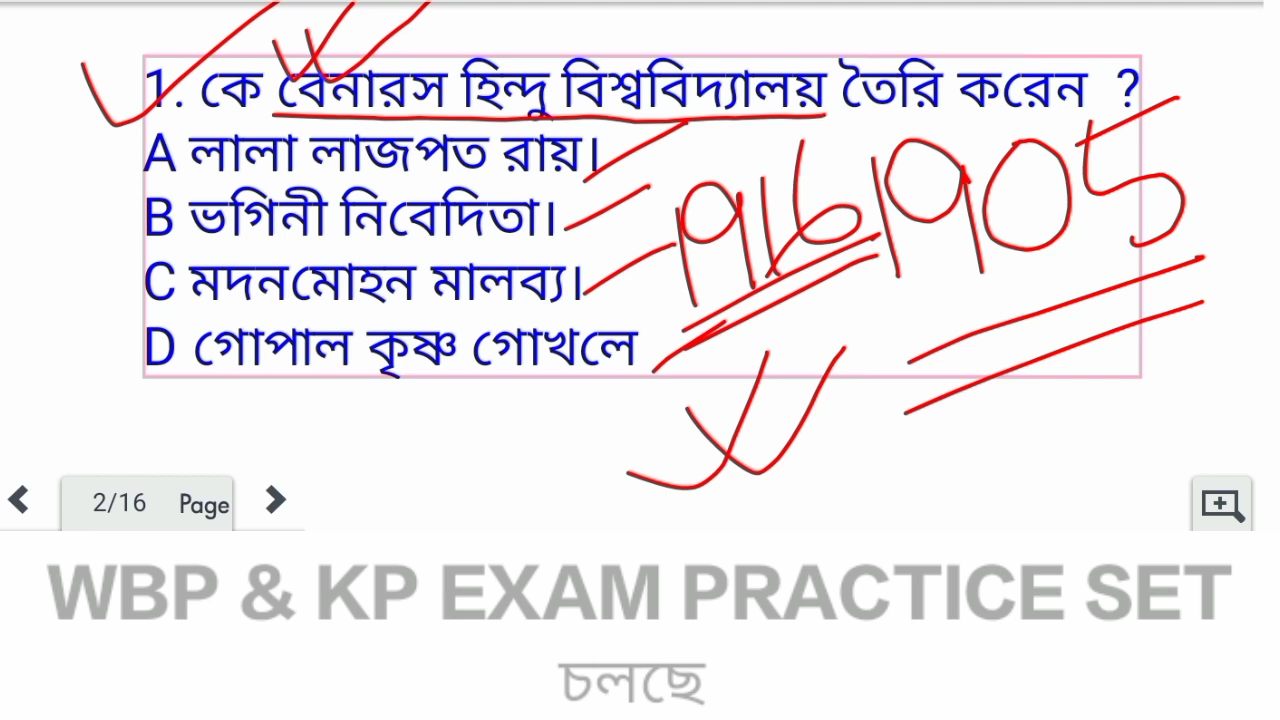 1. কে বেনারস হিন্দু বিশ্ববিদ্যালয় তৈরি করেন ?
A লালা লাজপত রায়।
B ভগিনী নিবেদিতা।
1916 1905
C মদনমোহন মালব্য।
D গোপাল কৃষ্ণ গোখলে
2/16 Page
WBP & KP EXAM PRACTICE SET
চলছে